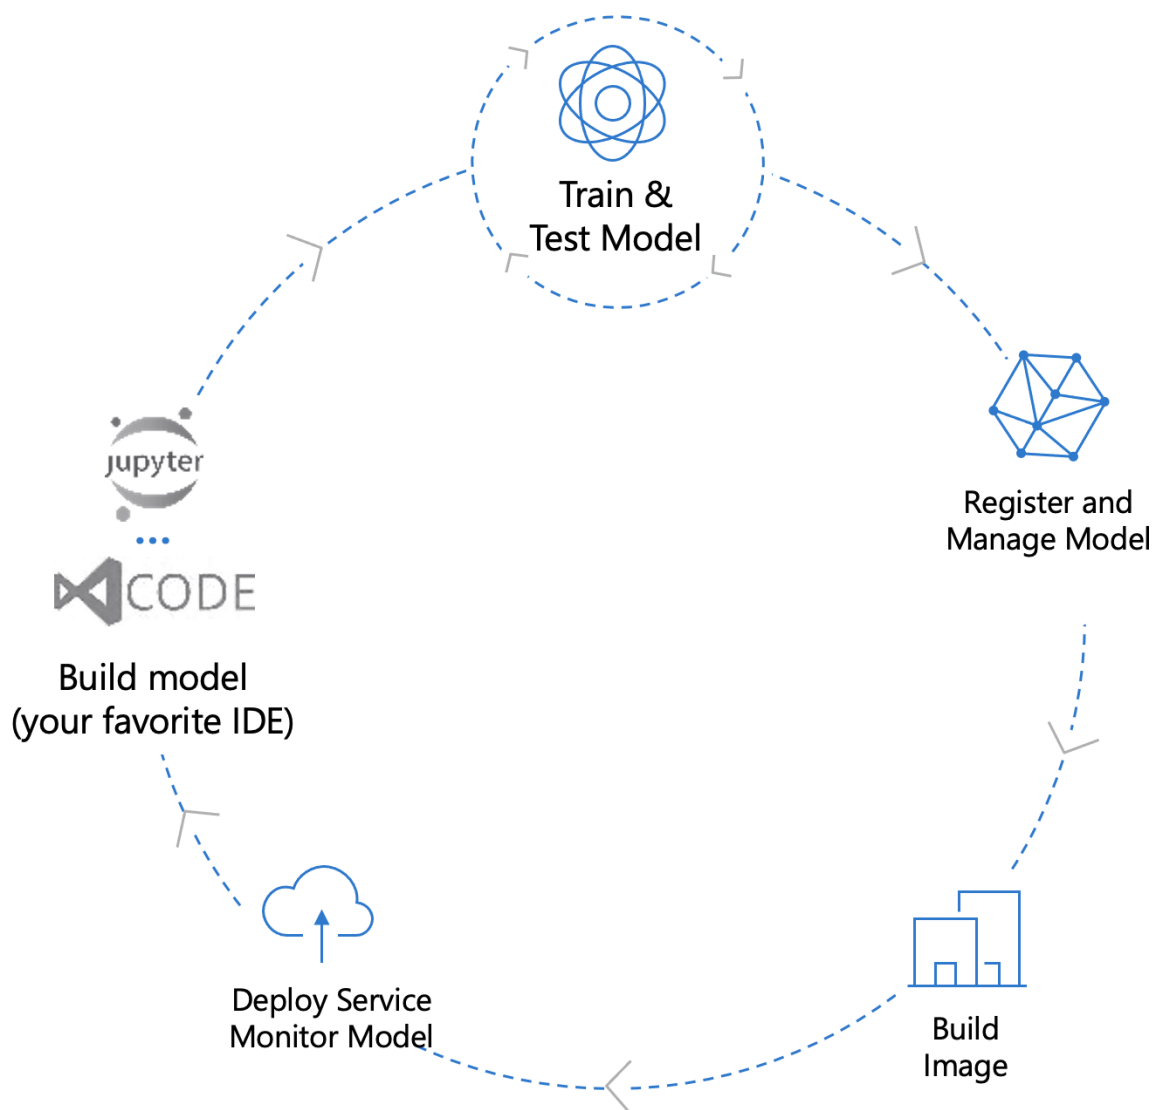 Train &
Test Model
Register and
Manage Model
Build
Image
Deploy Service
Monitor Model
jupyter
CODE
Build model
(your favorite IDE)